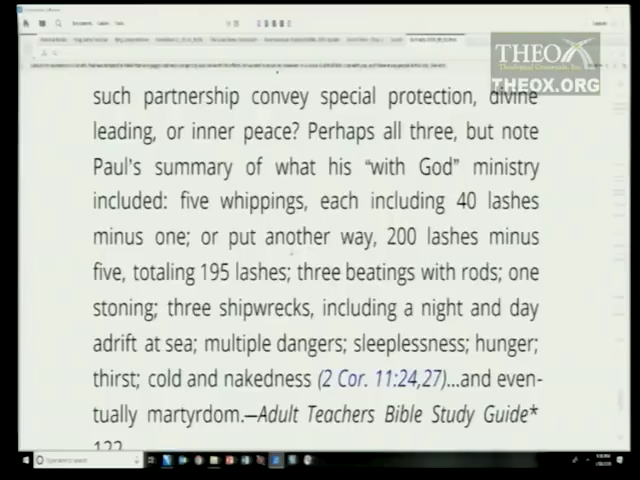 THEOX
THEOX.ORG
such partnership convey special protection, divine
leading, or inner peace? Perhaps all three, but note
Paul's summary of what his “with God” ministry
included: five whippings, each including 40 lashes
minus one; or put another way, 200 lashes minus
five, totaling 195 lashes; three beatings with rods; one
stoning; three shipwrecks, including a night and day
adrift at sea; multiple dangers; sleeplessness; hunger;
thirst; cold and nakedness (2 Cor. 11:24,27)...and even-
tually martyrdom.—Adult Teachers Bible Study Guide*
122